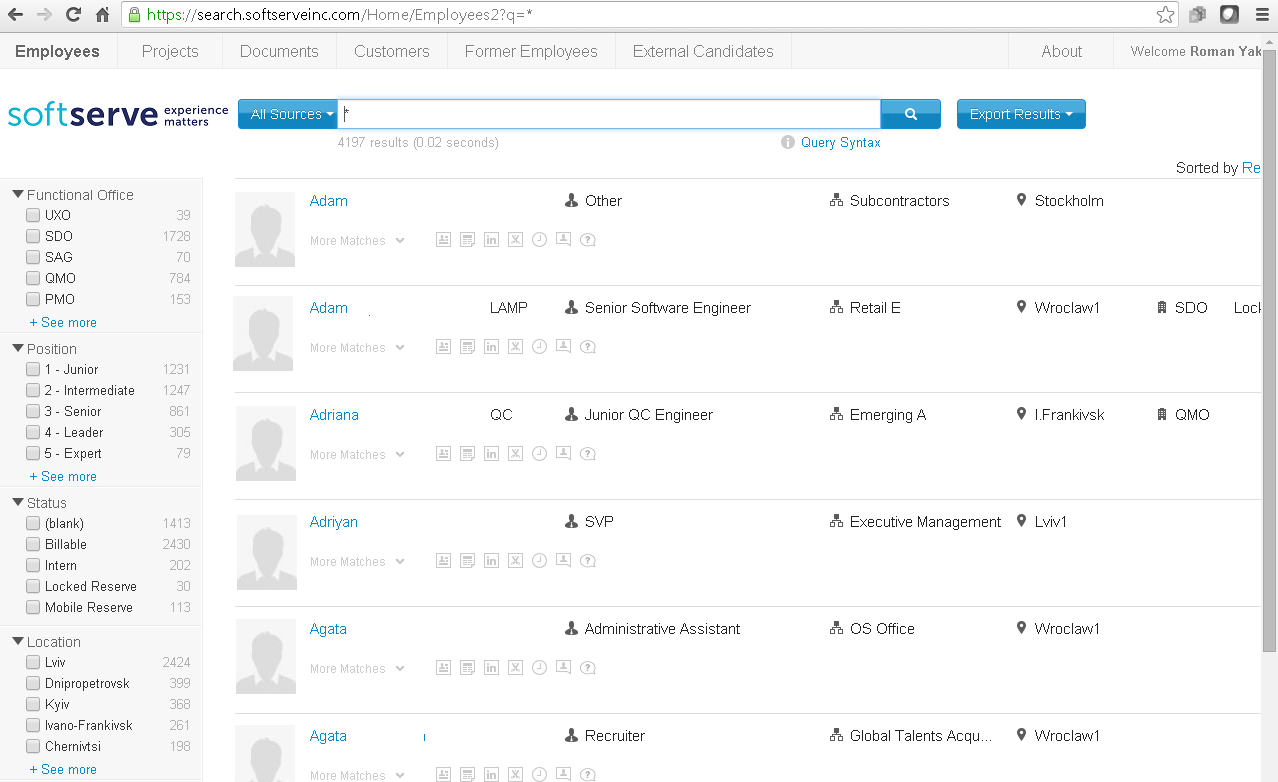 https://search.softserveinc.com/Home/Employees2?q=*
Employees Projects Documents Customers Former Employees External Candidates About Welcome Roman Yak
softserve experience matters
All Sources * Export Results
4197 results (0.02 seconds) Query Syntax
Sorted by Re
Functional Office
UXO 39
SDO 1728
SAG 70
QMO 784
PMO 153
+ See more
Position
1 - Junior 1231
2 - Intermediate 1247
3 - Senior 861
4 - Leader 305
5 - Expert 79
+ See more
Status
(blank) 1413
Billable 2430
Intern 202
Locked Reserve 30
Mobile Reserve 113
Location
Lviv 2424
Dnipropetrovsk 399
Kyiv 368
Ivano-Frankivsk 261
Chernivtsi 198
+ See more
Adam Other Subcontractors Stockholm
More Matches
Adam LAMP Senior Software Engineer Retail E Wroclaw1 SDO Loc
More Matches
Adriana QC Junior QC Engineer Emerging A I.Frankivsk QMO
More Matches
Adriyan SVP Executive Management Lviv1
More Matches
Agata Administrative Assistant OS Office Wroclaw1
More Matches
Agata Recruiter Global Talents Acqu... Wroclaw1
More Matches